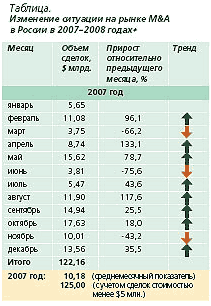 Таблица.
Изменение ситуации на рынке M&A
в России в 2007–2008 годах*
Месяц Объем сделок, $ млрд. Прирост относительно предыдущего месяца, % Тренд
2007 год
январь 5,65
февраль 11,08 96,1
март 3,75 -66,2
апрель 8,74 133,1
май 15,62 78,7
июнь 3,81 -75,6
июль 5,47 43,6
август 11,90 117,6
сентябрь 14,94 25,5
октябрь 17,63 18,0
ноябрь 10,01 -43,2
декабрь 13,56 35,5
Итого 122,16
2007 год: 10,18 (среднемесячный показатель)
125,00 (с учетом сделок стоимостью
менее $5 млн.)